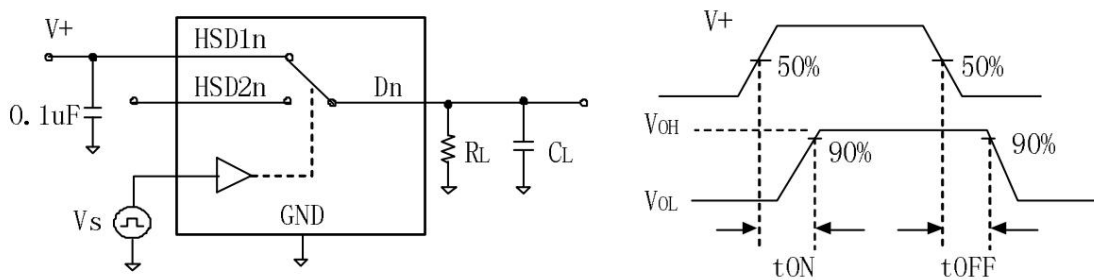 V+
HSD1n
HSD2n
Dn
0.1uF
RL
CL
Vs
GND
V+
50%
50%
VOH
90%
90%
VOL
tON
tOFF